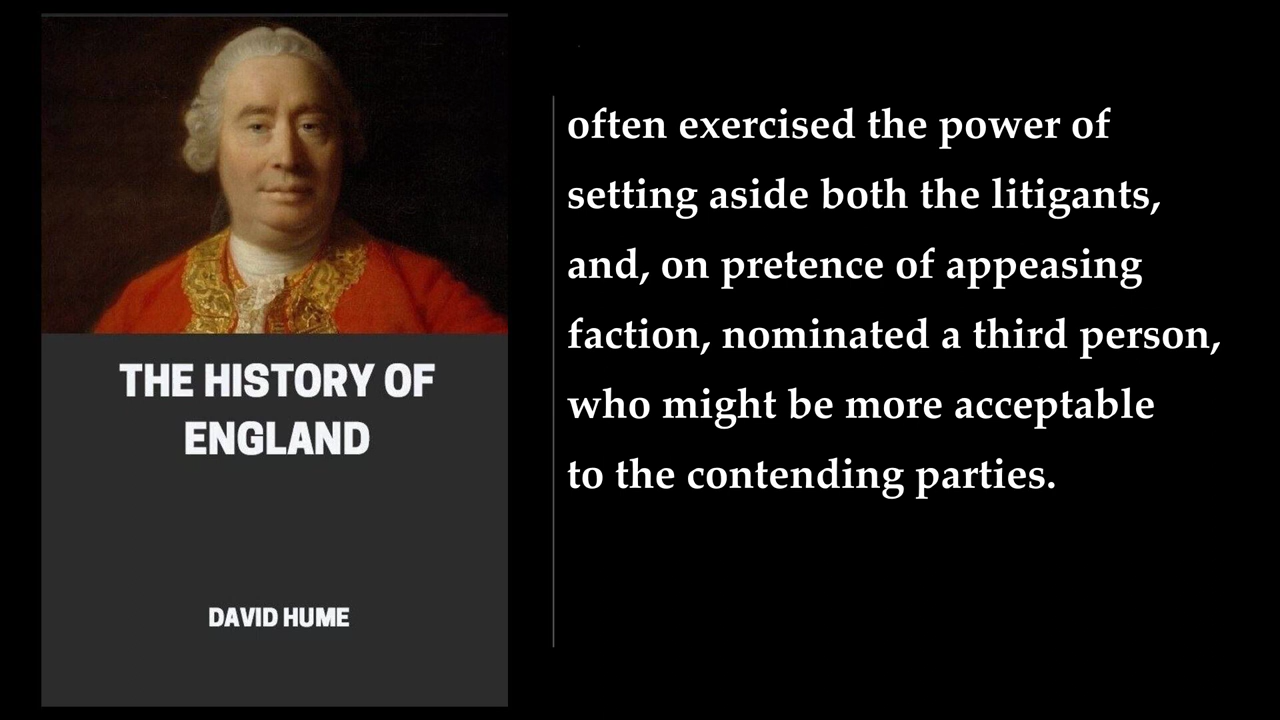 THE HISTORY OF
ENGLAND
DAVID HUME
often exercised the power of
setting aside both the litigants,
and, on pretence of appeasing
faction, nominated a third person,
who might be more acceptable
to the contending parties.